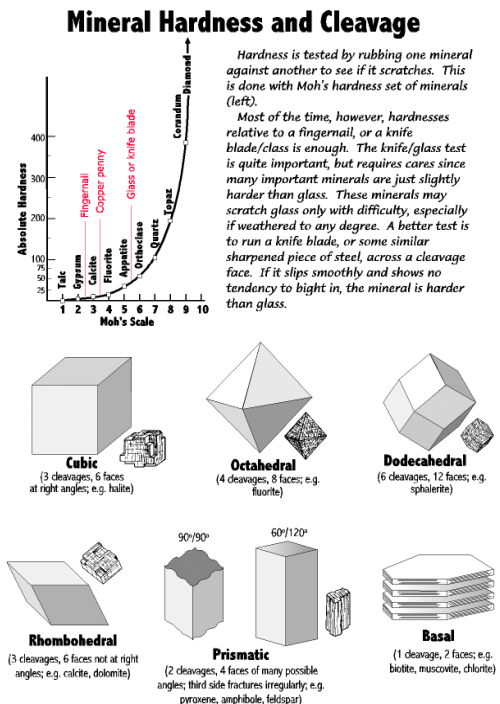 Mineral Hardness and Cleavage
Hardness is tested by rubbing one mineral
against another to see if it scratches. This
is done with Moh's hardness set of minerals
(left).
Most of the time, however, hardnesses
relative to a fingernail, or a knife
blade/class is enough. The knife/glass test
is quite important, but requires cares since
many important minerals are just slightly
harder than glass. These minerals may
scratch glass only with difficulty, especially
if weathered to any degree. A better test is
to run a knife blade, or some similar
sharpened piece of steel, across a cleavage
face. If it slips smoothly and shows no
tendency to bight in, the mineral is harder
than glass.
Absolute Hardness
400
300
200
100
75
50
25
Talc
Gypsum
Fingernail
Calcite
Copper penny
Fluorite
Appatite
Glass or knife blade
Orthoclase
Quartz
Topaz
Corundum
Diamond
1 2 3 4 5 6 7 8 9 10
Moh's Scale
Cubic
(3 cleavages, 6 faces
at right angles; e.g. halite)
Octahedral
(4 cleavages, 8 faces; e.g.
fluorite)
Dodecahedral
(6 cleavages, 12 faces; e.g.
sphalerite)
Rhombohedral
(3 cleavages, 6 faces not at right
angles; e.g. calcite, dolomite)
90º/90º
60º/120º
Prismatic
(2 cleavages, 4 faces of many possible
angles; third side fractures irregularly; e.g.
pyroxene, amphibole, feldspar)
Basal
(1 cleavage, 2 faces; e.g.
biotite, muscovite, chlorite)